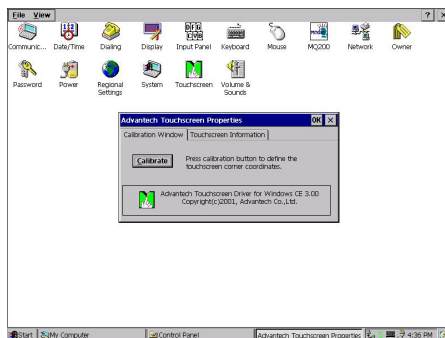 File View ? ×
Communic... Date/Time Dialing Display Input Panel Keyboard Mouse MQ200 Network Owner
Password Power Regional Settings System Touchscreen Volume & Sounds
Advantech Touchscreen Properties OK ×
Calibration Window Touchscreen Information
Calibrate
Press calibration button to define the
touchscreen corner coordinates.
Advantech Touchscreen Driver for Windows CE 3.00
Copyright(c)2001, Advantech Co.,Ltd.
Start My Computer Control Panel Advantech Touchscreen Properties 4:36 PM